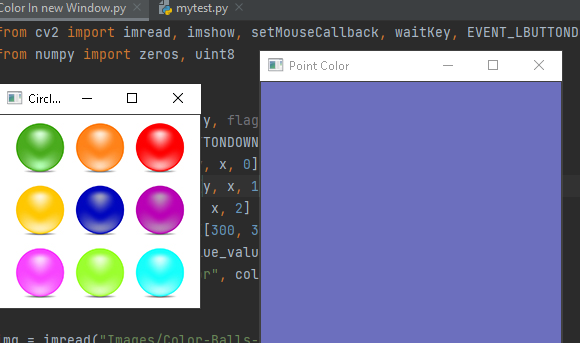 Color In new Window.py mytest.py
from cv2 import imread, imshow, setMouseCallback, waitKey, EVENT_LBUTTOND
from numpy import zeros, uint8
Point Color
Circl...
y, flag
TTONDOWN
, x, 0]
y, x, 1
x, 2]
[300, 3
lue_valu
r", col
mg = imread("Images/Color-Balls-